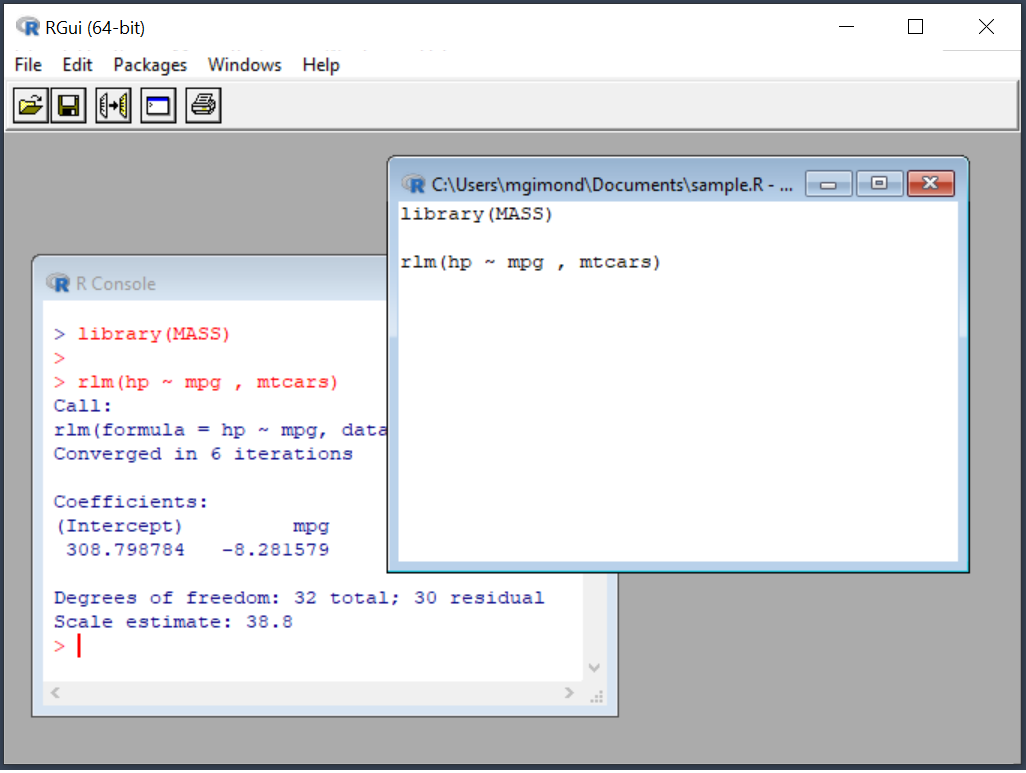 RGui (64-bit)
File Edit Packages Windows Help
C:\Users\mgimond\Documents\sample.R - ...
library(MASS)
rlm(hp ~ mpg , mtcars)
R Console
> library(MASS)
>
> rlm(hp ~ mpg , mtcars)
Call:
rlm(formula = hp ~ mpg, data
Converged in 6 iterations
Coefficients:
(Intercept) mpg
308.798784 -8.281579
Degrees of freedom: 32 total; 30 residual
Scale estimate: 38.8
>